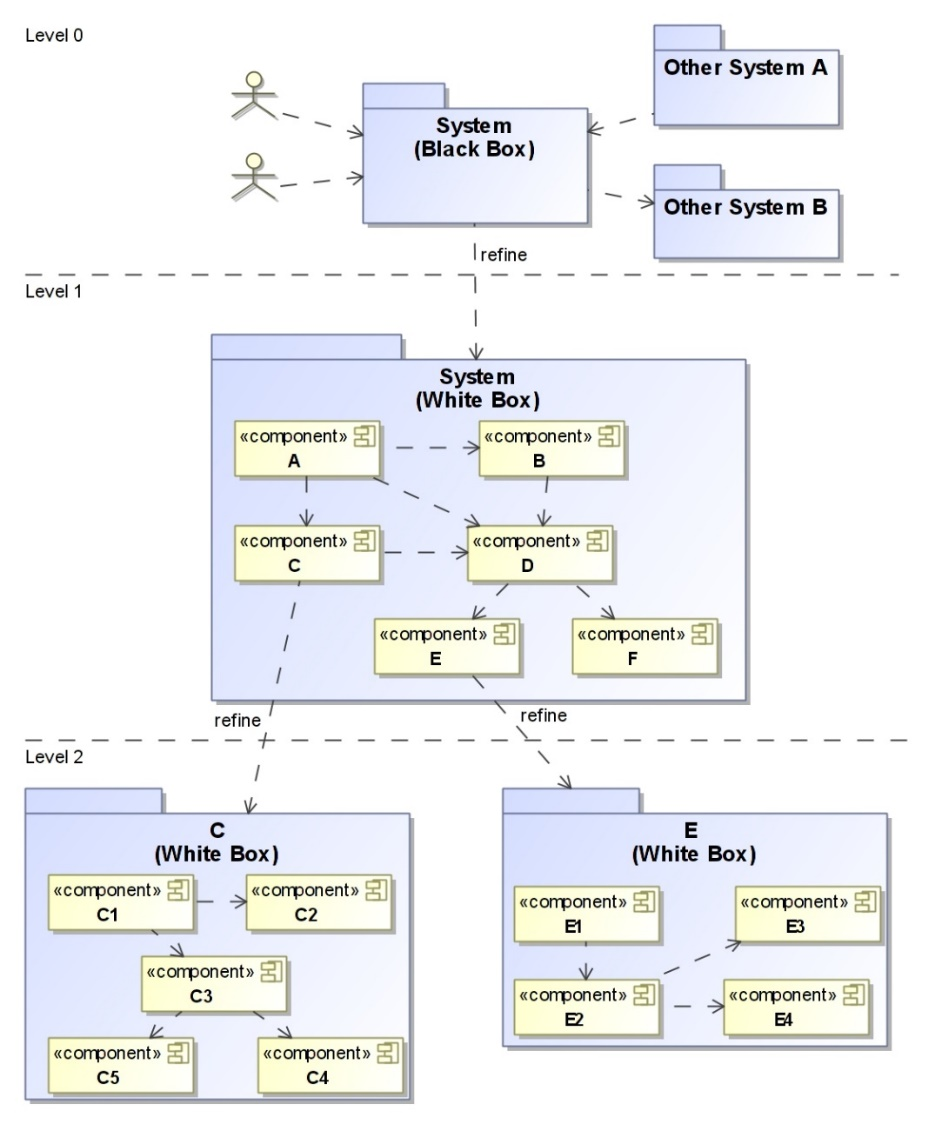 Level 0
Other System A
System
(Black Box)
Other System B
refine
Level 1
System
(White Box)
«component»
A
«component»
B
«component»
C
«component»
D
«component»
E
«component»
F
refine
refine
Level 2
C
(White Box)
«component»
C1
«component»
C2
«component»
C3
«component»
C5
«component»
C4
E
(White Box)
«component»
E1
«component»
E3
«component»
E2
«component»
E4